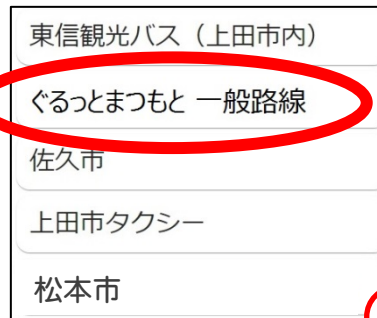 東信観光バス（上田市内）
ぐるっとまつもと 一般路線
佐久市
上田市タクシー
松本市